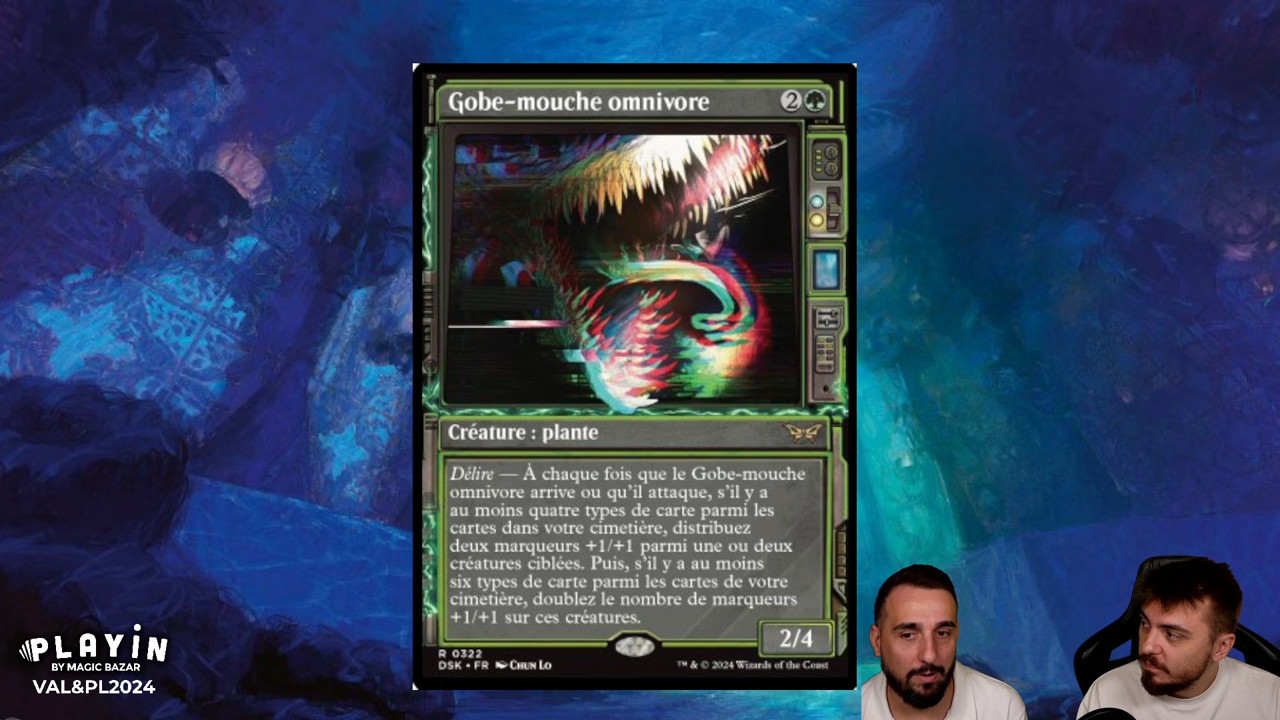 Gobe-mouche omnivore 2
Créature : plante
Délire — À chaque fois que le Gobe-mouche
omnivore arrive ou qu'il attaque, s'il y a
au moins quatre types de carte parmi les
cartes dans votre cimetière, distribuez
deux marqueurs +1/+1 parmi une ou deux
créatures ciblées. Puis, s'il y a au moins
six types de carte parmi les cartes de votre
cimetière, doublez le nombre de marqueurs
+1/+1 sur ces créatures.
2/4
R 0322
DSK • FR Chun Lo
™ & © 2024 Wizards of the Coast
PLAYIN
BY MAGIC BAZAR
VAL&PL2024